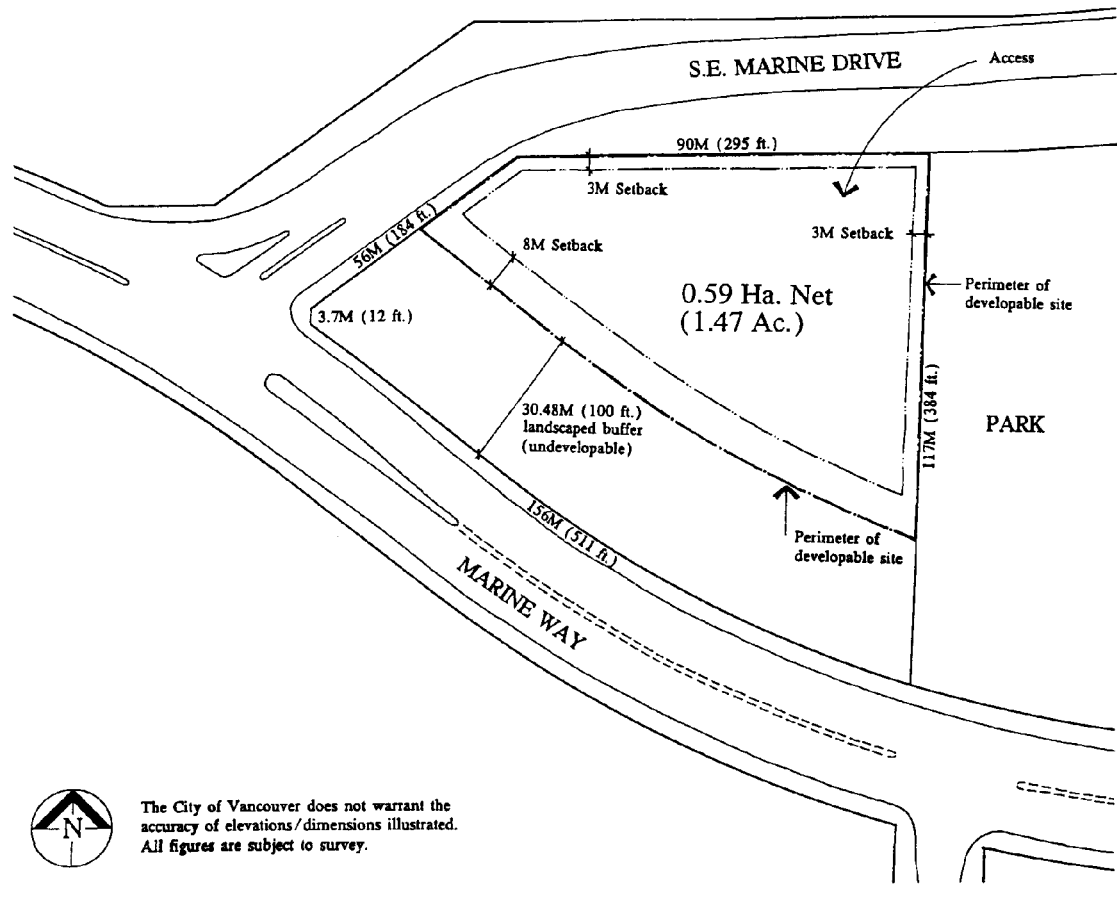 S.E. MARINE DRIVE
Access
90M (295 ft.)
3M Setback
56M (184 ft.)
8M Setback
3M Setback
0.59 Ha. Net
(1.47 Ac.)
Perimeter of
developable site
3.7M (12 ft.)
117M (384 ft.)
30.48M (100 ft.)
landscaped buffer
(undevelopable)
PARK
156M (511 ft.)
Perimeter of
developable site
MARINE WAY
N
The City of Vancouver does not warrant the
accuracy of elevations/dimensions illustrated.
All figures are subject to survey.